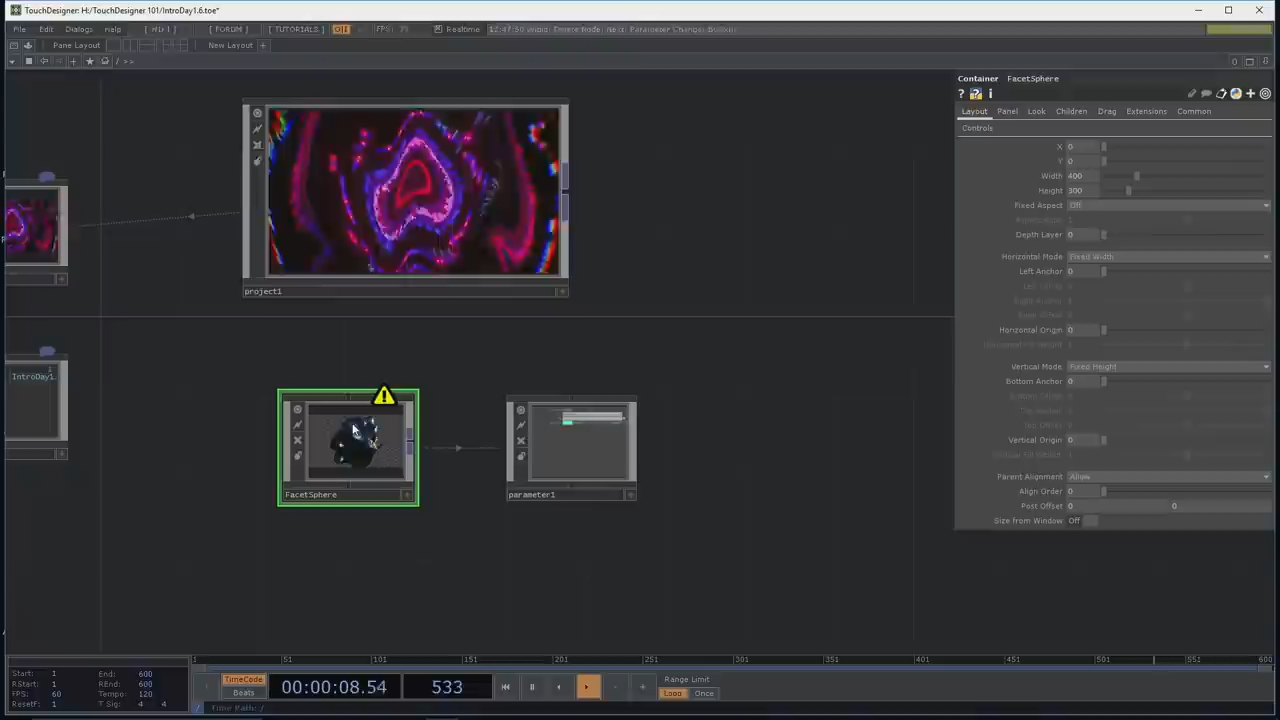 TouchDesigner: H:/TouchDesigner 101/IntroDay1.6.toe*
File Edit Dialogs Help [ FORUM ] [ TUTORIALS ] O|I FPS: Realtime
Pane Layout New Layout +
/ >>
project1
IntroDay1.
FacetSphere
parameter1
Container FacetSphere
? ? i
Layout Panel Look Children Drag Extensions Common
Controls
X 0
Y 0
Width 400
Height 300
Fixed Aspect Off
Depth Layer 0
Horizontal Mode Fixed Width
Left Anchor 0
Horizontal Origin 0
Vertical Mode Fixed Height
Bottom Anchor 0
Vertical Origin 0
Parent Alignment Allow
Align Order 0
Post Offset 0 0
Size from Window Off
1 51 101 151 201 251 301 351 401 451 501 551 600
Start: 1 End: 600
RStart: 1 REnd: 600
FPS: 60 Tempo: 120
ResetF: 1 T Sig: 4 4
TimeCode
Beats
00:00:08.54 533
Range Limit
Loop Once
/ Time Path: /